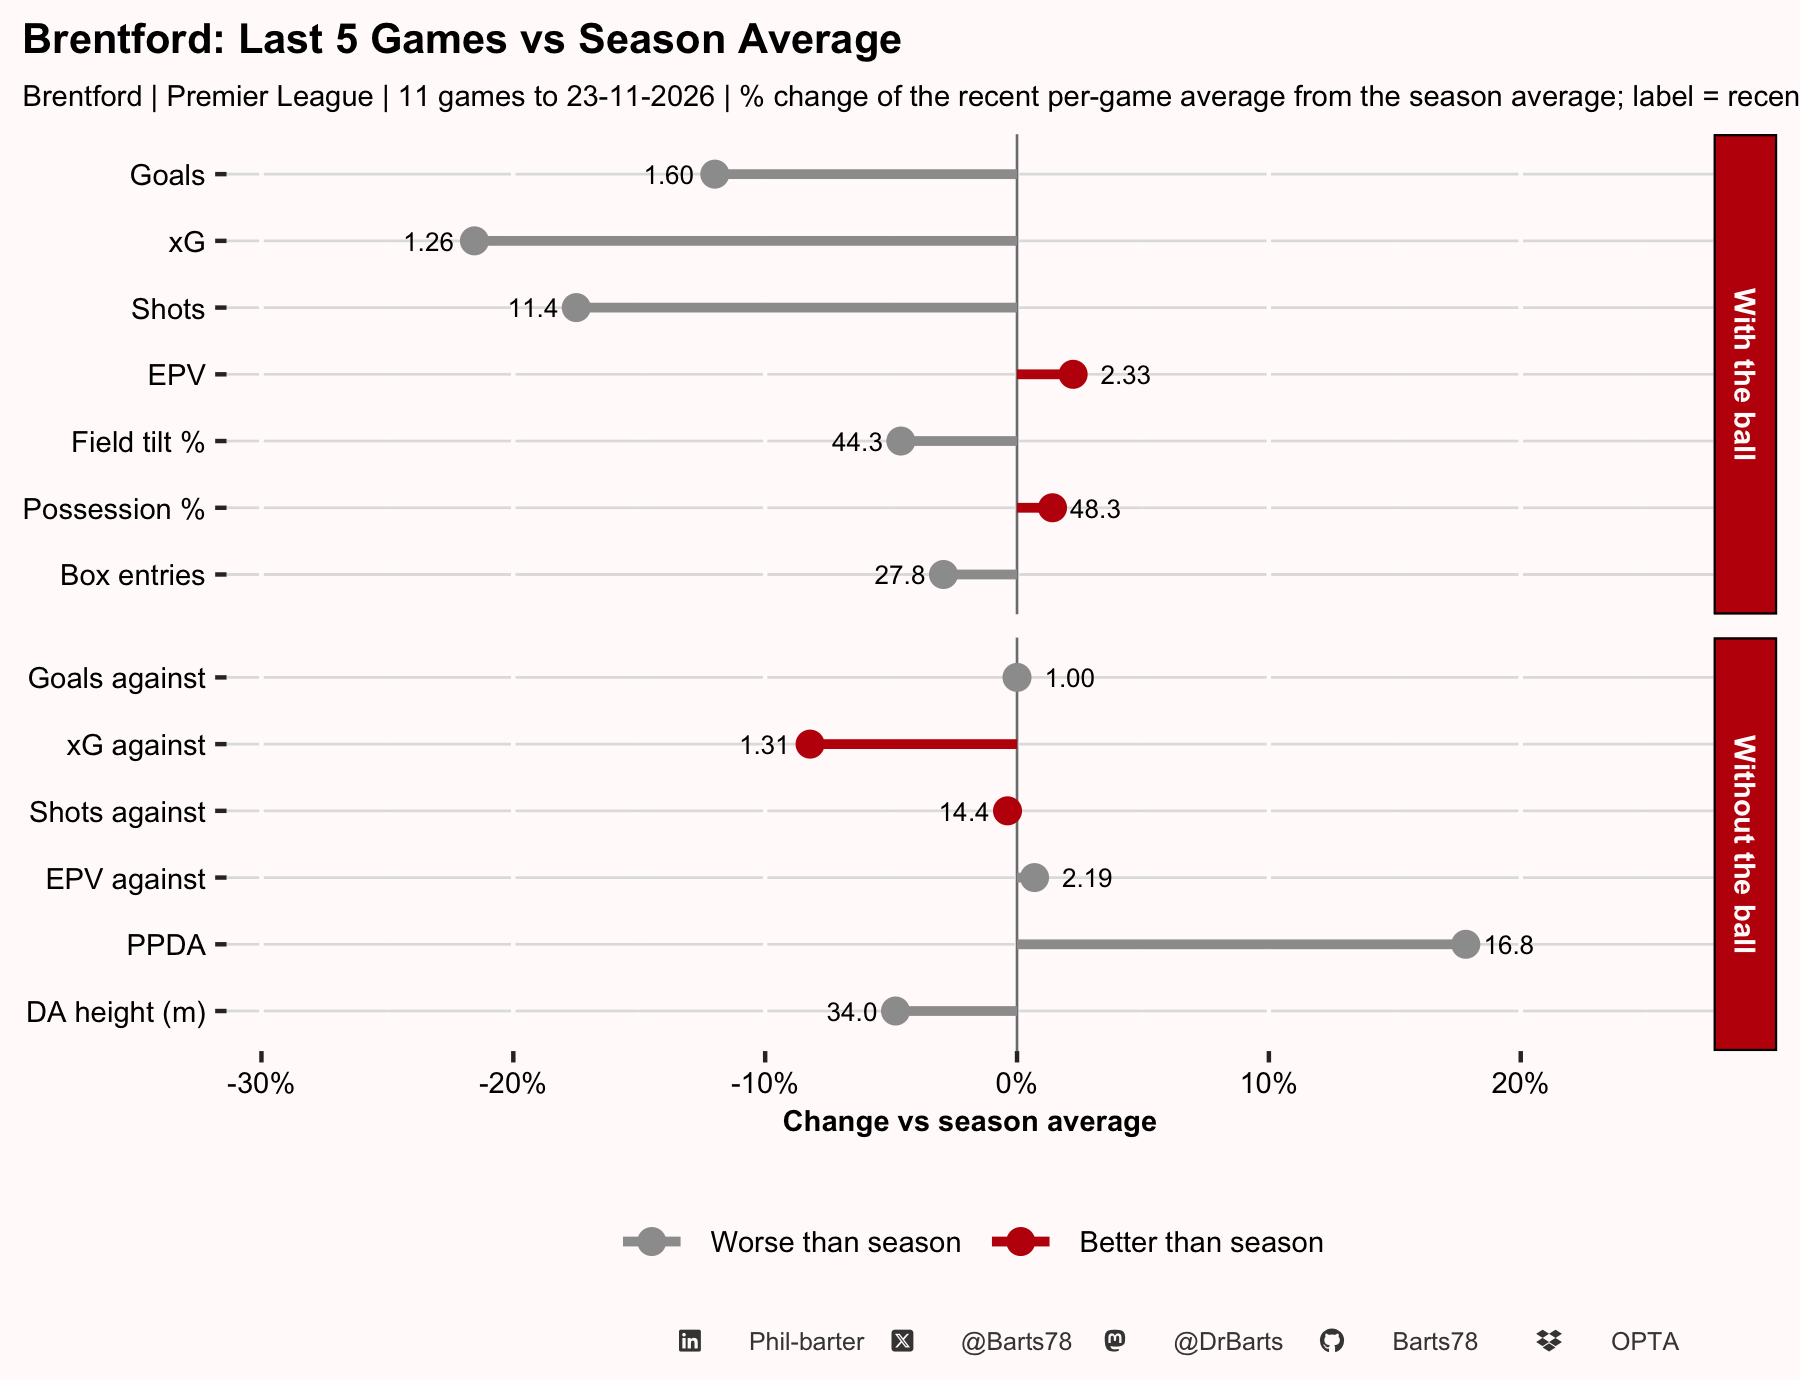 Brentford: Last 5 Games vs Season Average
Brentford | Premier League | 11 games to 23-11-2026 | % change of the recent per-game average from the season average; label = recen
Goals
1.60
xG
1.26
Shots
11.4
EPV
2.33
Field tilt %
44.3
Possession %
48.3
Box entries
27.8
With the ball
Goals against
1.00
xG against
1.31
Shots against
14.4
EPV against
2.19
PPDA
16.8
DA height (m)
34.0
Without the ball
-30% -20% -10% 0% 10% 20%
Change vs season average
Worse than season Better than season
Phil-barter @Barts78 @DrBarts Barts78 OPTA